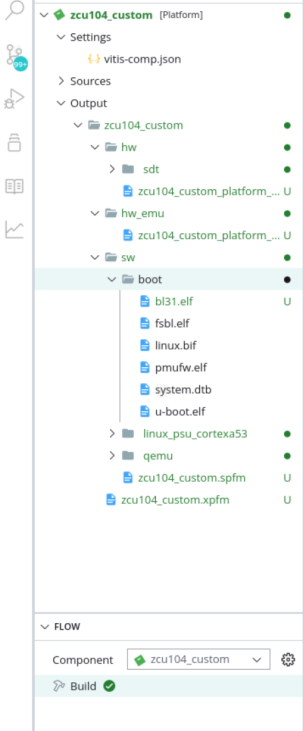 zcu104_custom [Platform]
Settings
{} vitis-comp.json
99+
Sources
Output
zcu104_custom
hw
sdt
zcu104_custom_platform_... U
hw_emu
zcu104_custom_platform_... U
sw
boot
bl31.elf U
fsbl.elf
linux.bif
pmufw.elf
system.dtb
u-boot.elf
linux_psu_cortexa53
qemu
zcu104_custom.spfm U
zcu104_custom.xpfm U
FLOW
Component zcu104_custom
Build